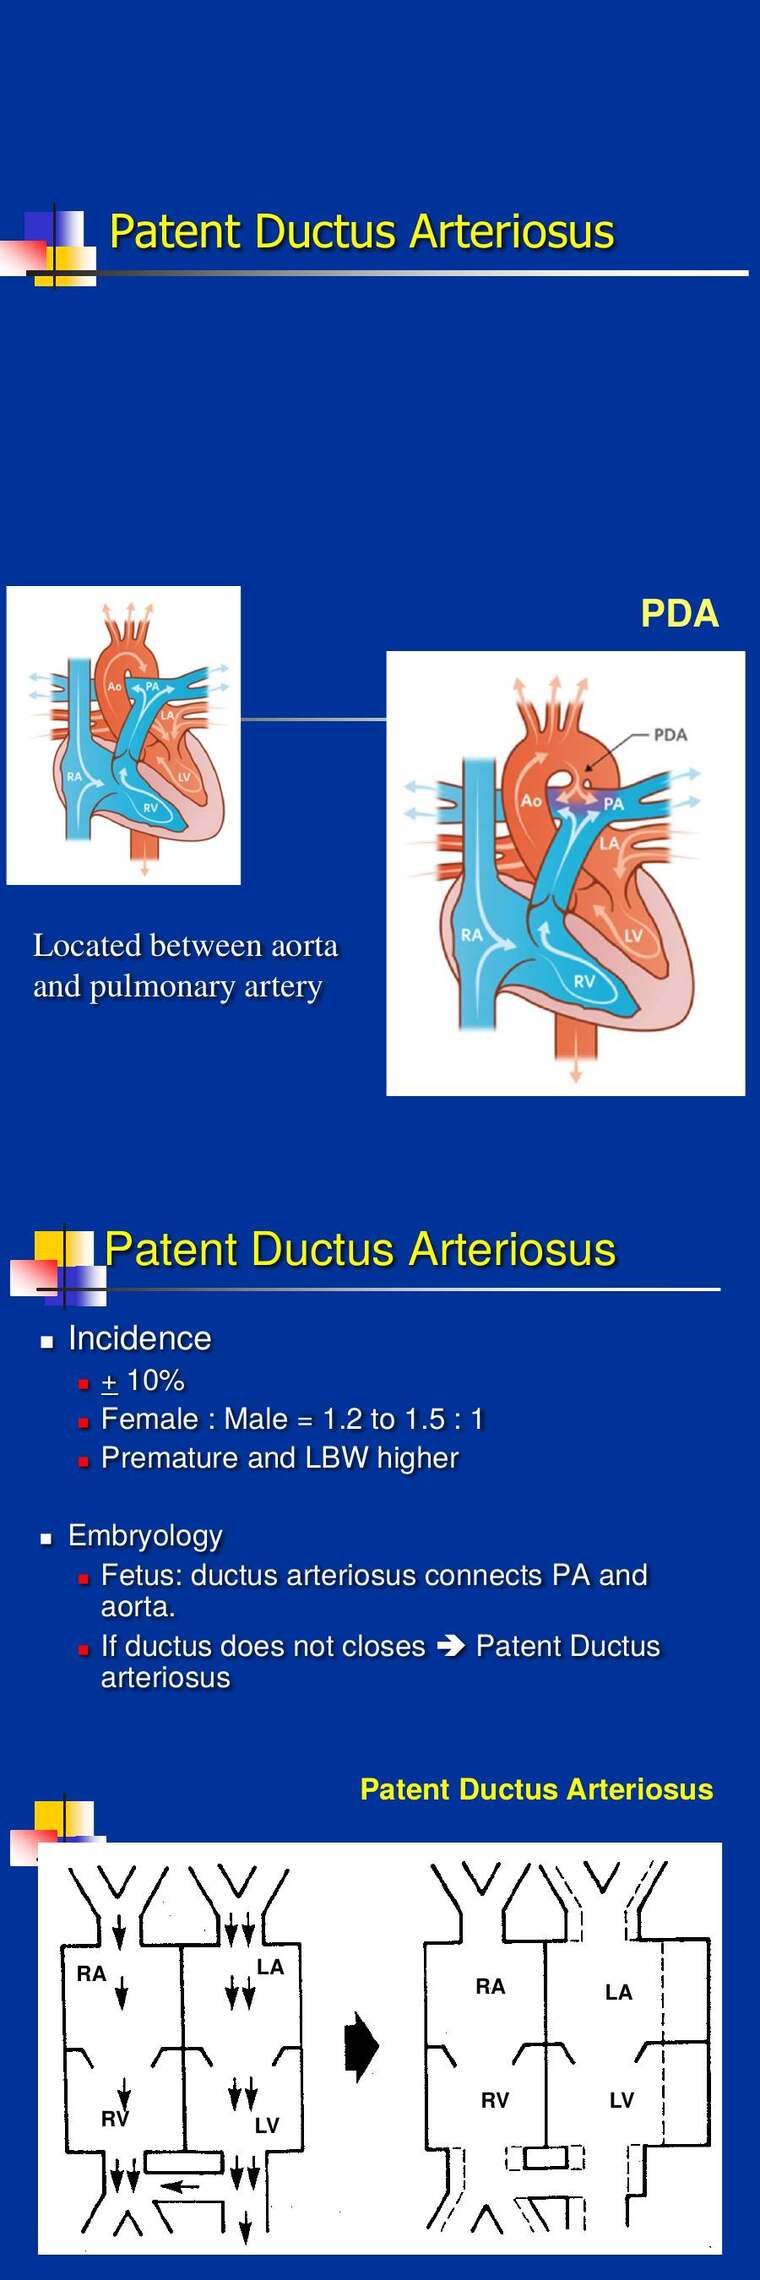 Patent Ductus Arteriosus
PDA
Ao
PA
LA
RA
LV
RV
PDA
Ao
PA
LA
RA
LV
RV
Located between aorta
and pulmonary artery
Patent Ductus Arteriosus
Incidence
± 10%
Female : Male = 1.2 to 1.5 : 1
Premature and LBW higher
Embryology
Fetus: ductus arteriosus connects PA and
aorta.
If ductus does not closes ➔ Patent Ductus
arteriosus
Patent Ductus Arteriosus
RA
LA
RV
LV
RA
LA
RV
LV